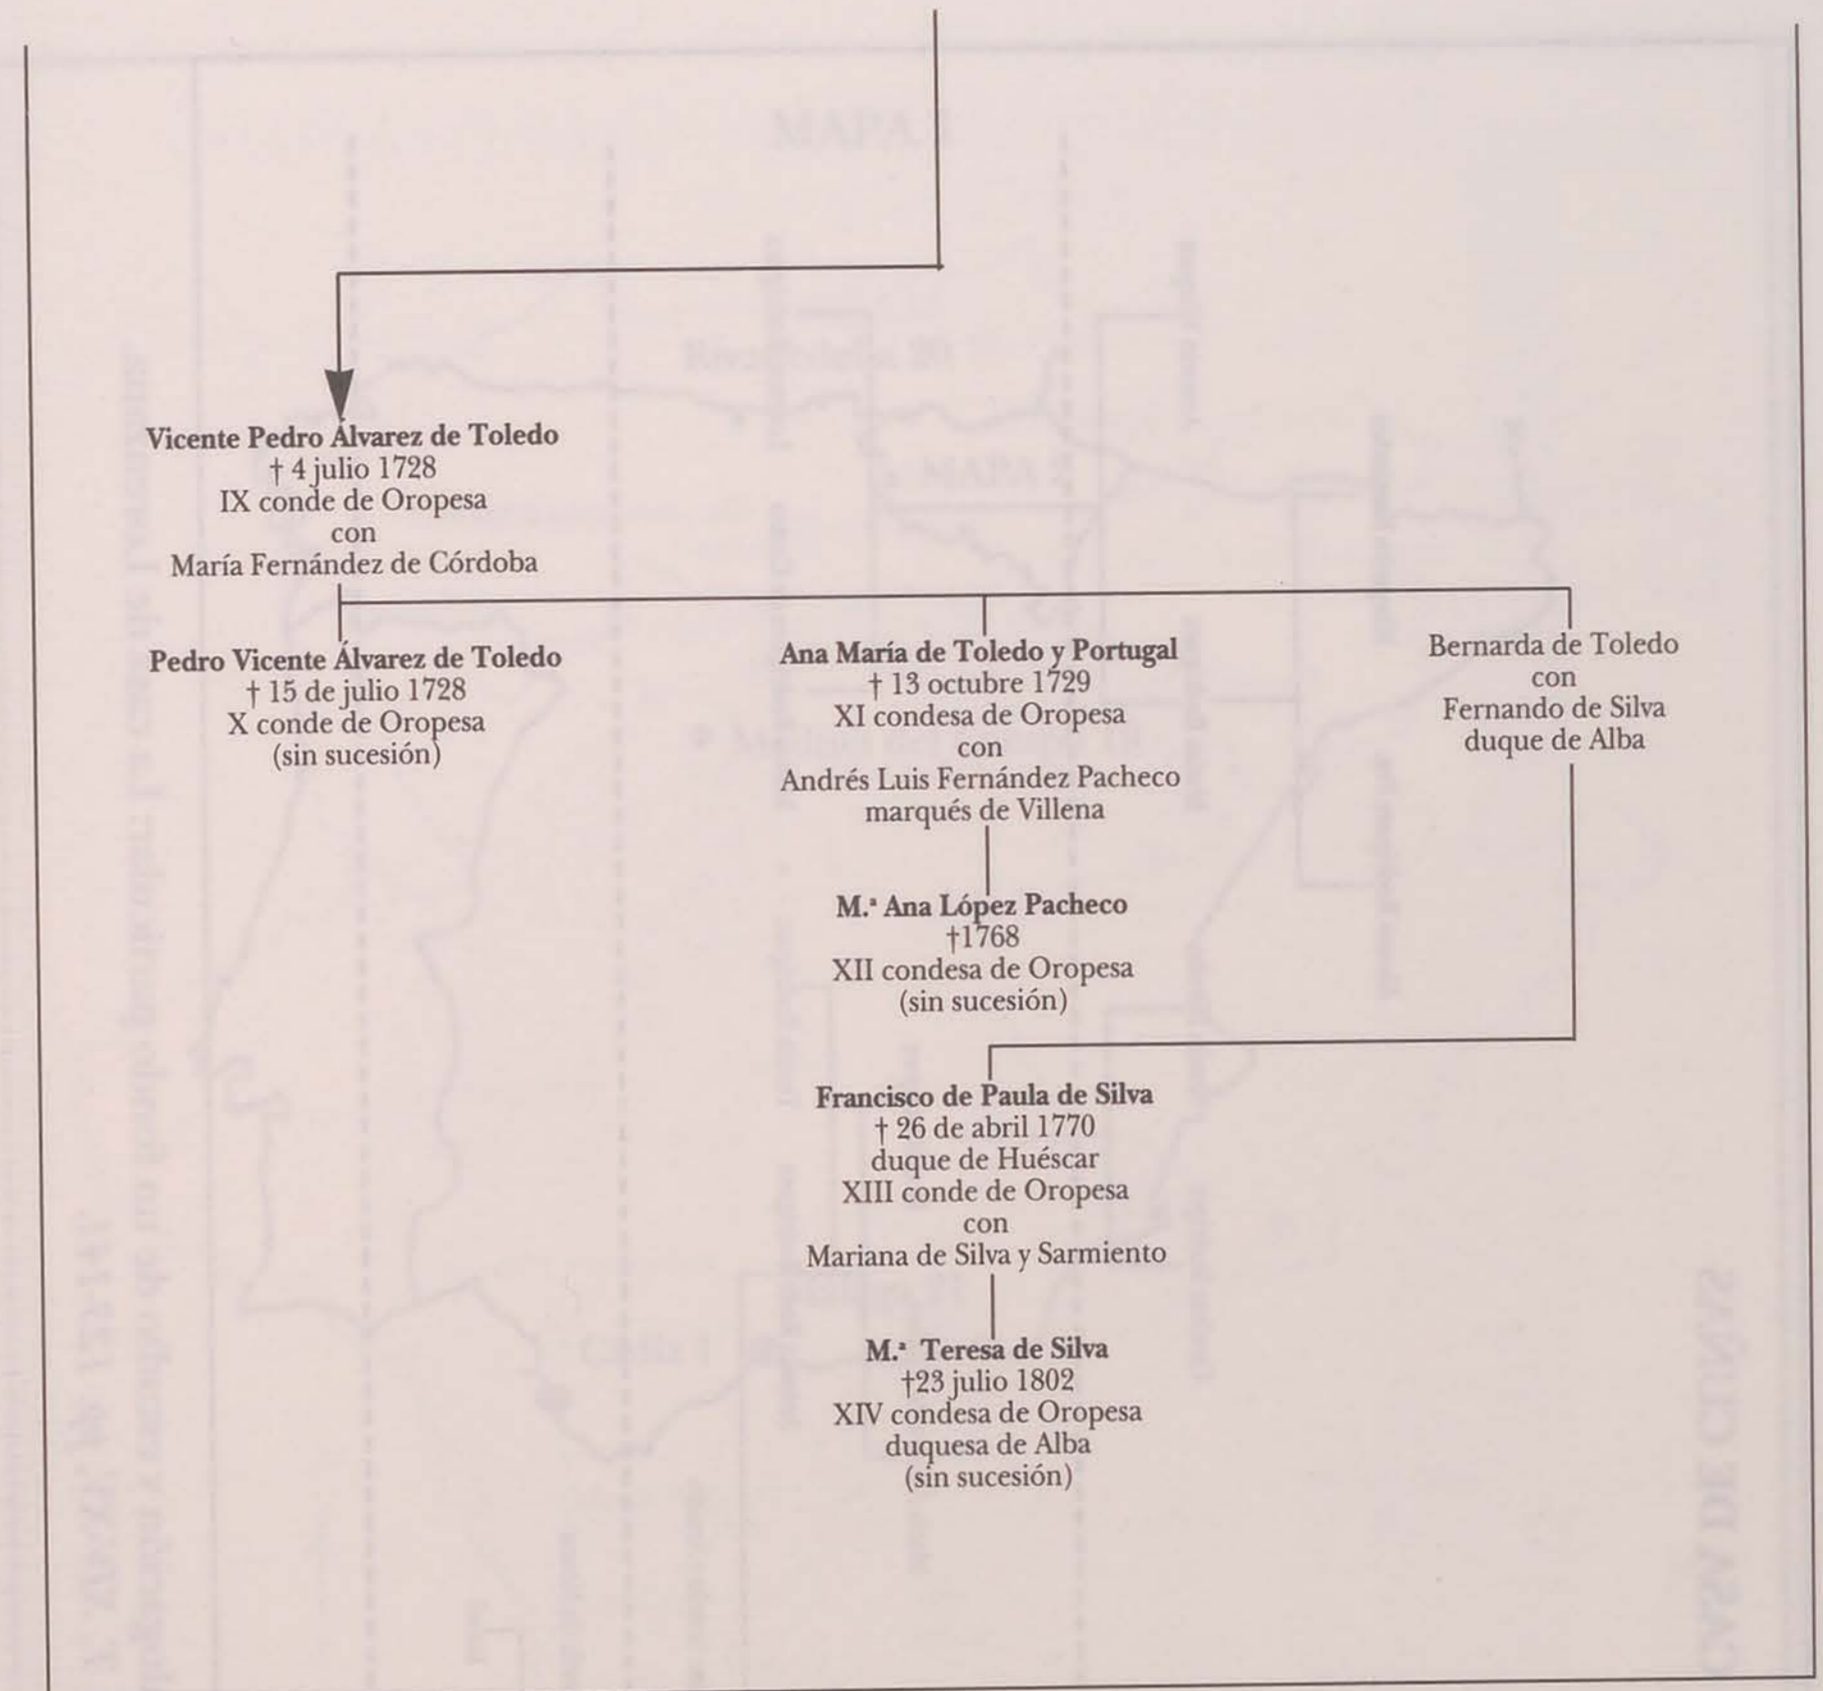 Vicente Pedro Álvarez de Toledo
† 4 julio 1728
IX conde de Oropesa
con
María Fernández de Córdoba
Pedro Vicente Álvarez de Toledo
† 15 de julio 1728
X conde de Oropesa
(sin sucesión)
Ana María de Toledo y Portugal
† 13 octubre 1729
XI condesa de Oropesa
con
Andrés Luis Fernández Pacheco
marqués de Villena
Bernarda de Toledo
con
Fernando de Silva
duque de Alba
M.ª Ana López Pacheco
†1768
XII condesa de Oropesa
(sin sucesión)
Francisco de Paula de Silva
† 26 de abril 1770
duque de Huéscar
XIII conde de Oropesa
con
Mariana de Silva y Sarmiento
M.ª Teresa de Silva
†23 julio 1802
XIV condesa de Oropesa
duquesa de Alba
(sin sucesión)